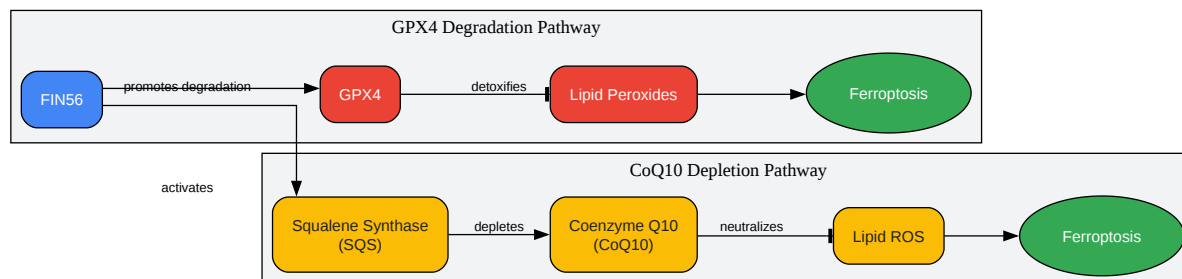 GPX4 Degradation Pathway
FIN56
promotes degradation
GPX4
detoxifies
Lipid Peroxides
Ferroptosis
CoQ10 Depletion Pathway
activates
Squalene Synthase
(SQS)
depletes
Coenzyme Q10
(CoQ10)
neutralizes
Lipid ROS
Ferroptosis